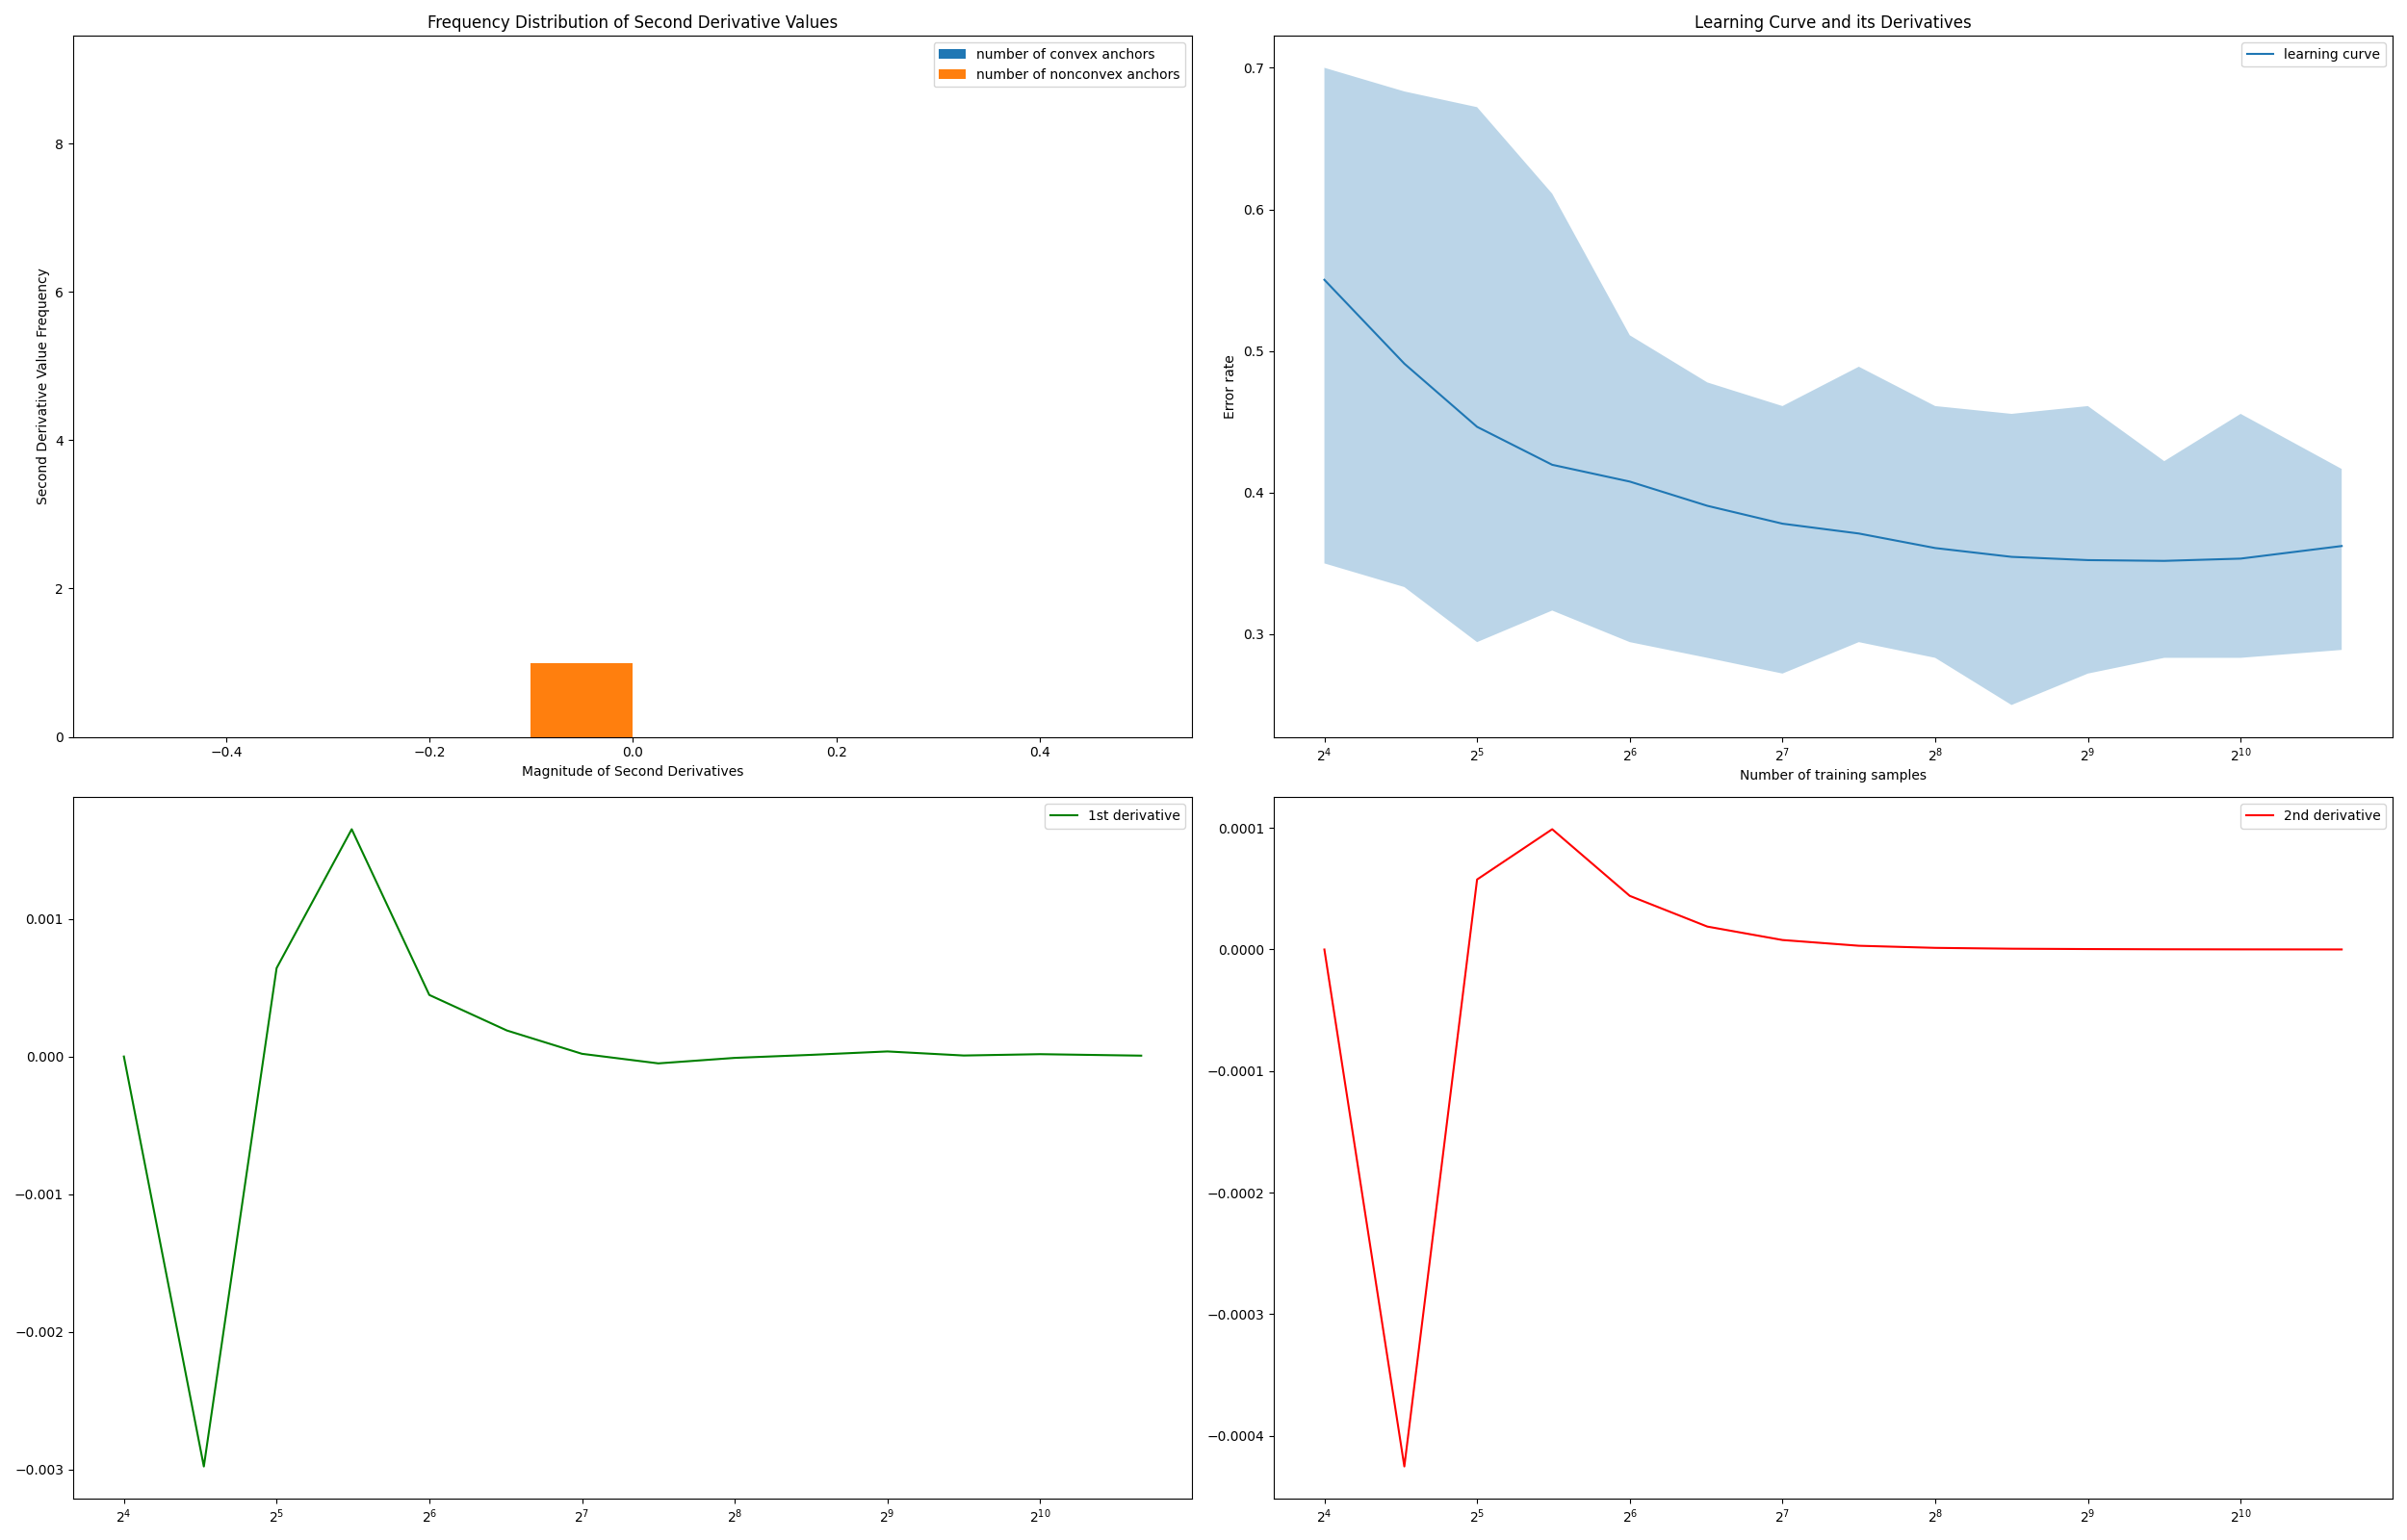 Frequency Distribution of Second Derivative Values
number of convex anchors
number of nonconvex anchors
Second Derivative Value Frequency
8
6
4
2
0
−0.4 −0.2 0.0 0.2 0.4
Magnitude of Second Derivatives
Learning Curve and its Derivatives
learning curve
Error rate
0.7
0.6
0.5
0.4
0.3
2⁴ 2⁵ 2⁶ 2⁷ 2⁸ 2⁹ 2¹⁰
Number of training samples
1st derivative
0.001
0.000
−0.001
−0.002
−0.003
2⁴ 2⁵ 2⁶ 2⁷ 2⁸ 2⁹ 2¹⁰
2nd derivative
0.0001
0.0000
−0.0001
−0.0002
−0.0003
−0.0004
2⁴ 2⁵ 2⁶ 2⁷ 2⁸ 2⁹ 2¹⁰